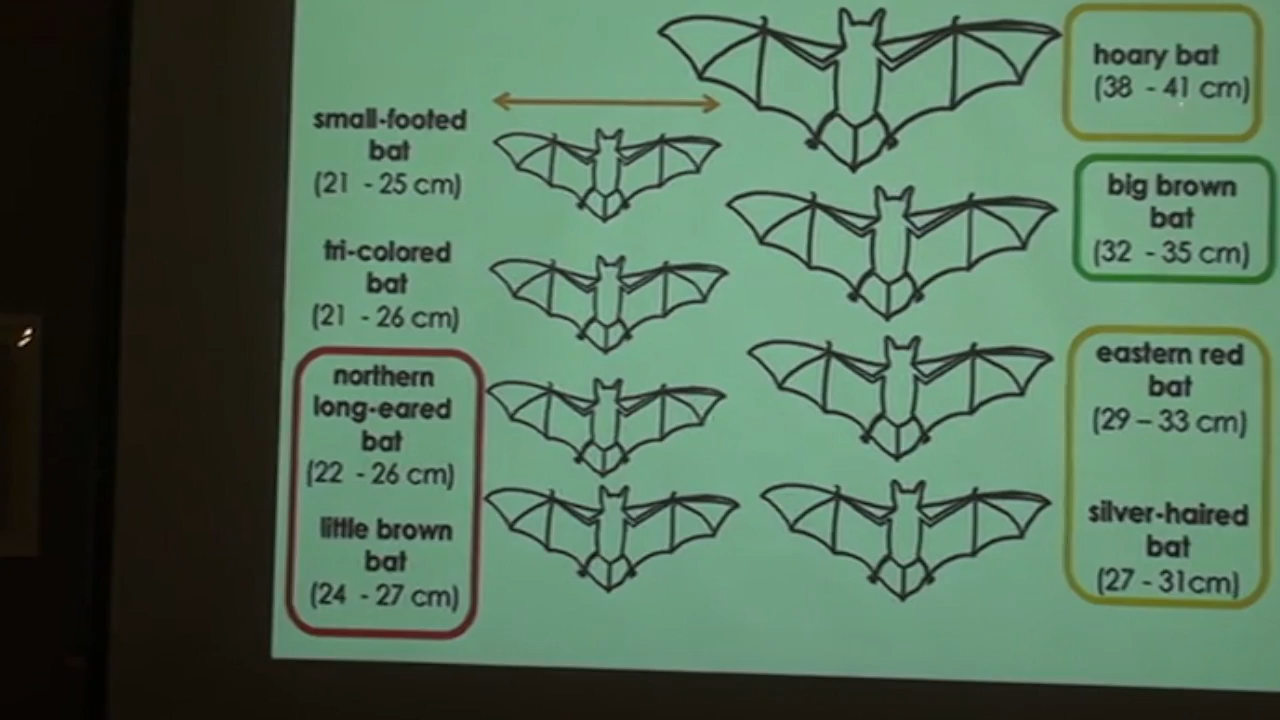 small-footed
bat
(21 - 25 cm)
tri-colored
bat
(21 - 26 cm)
northern
long-eared
bat
(22 - 26 cm)
little brown
bat
(24 - 27 cm)
hoary bat
(38 - 41 cm)
big brown
bat
(32 - 35 cm)
eastern red
bat
(29 – 33 cm)
silver-haired
bat
(27 - 31cm)